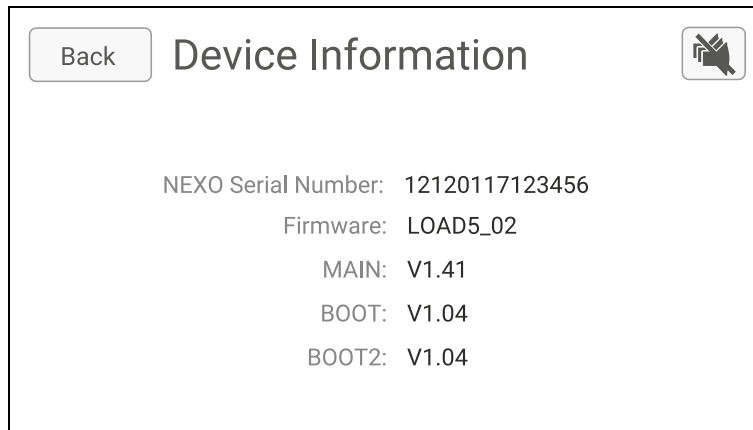 Back
Device Information
NEXO Serial Number: 12120117123456
Firmware: LOAD5_02
MAIN: V1.41
BOOT: V1.04
BOOT2: V1.04